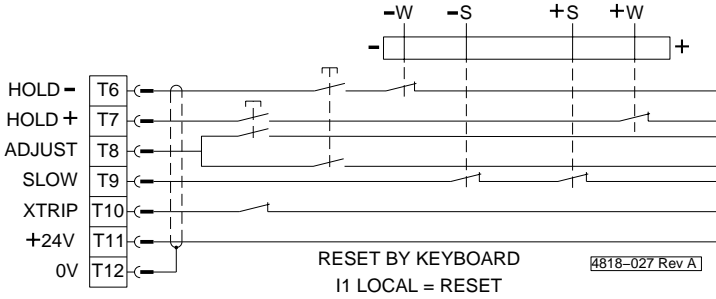 −W −S +S +W
− +
HOLD − T6
HOLD + T7
ADJUST T8
SLOW T9
XTRIP T10
+24V T11
0V T12
RESET BY KEYBOARD
I1 LOCAL = RESET
4818−027 Rev A